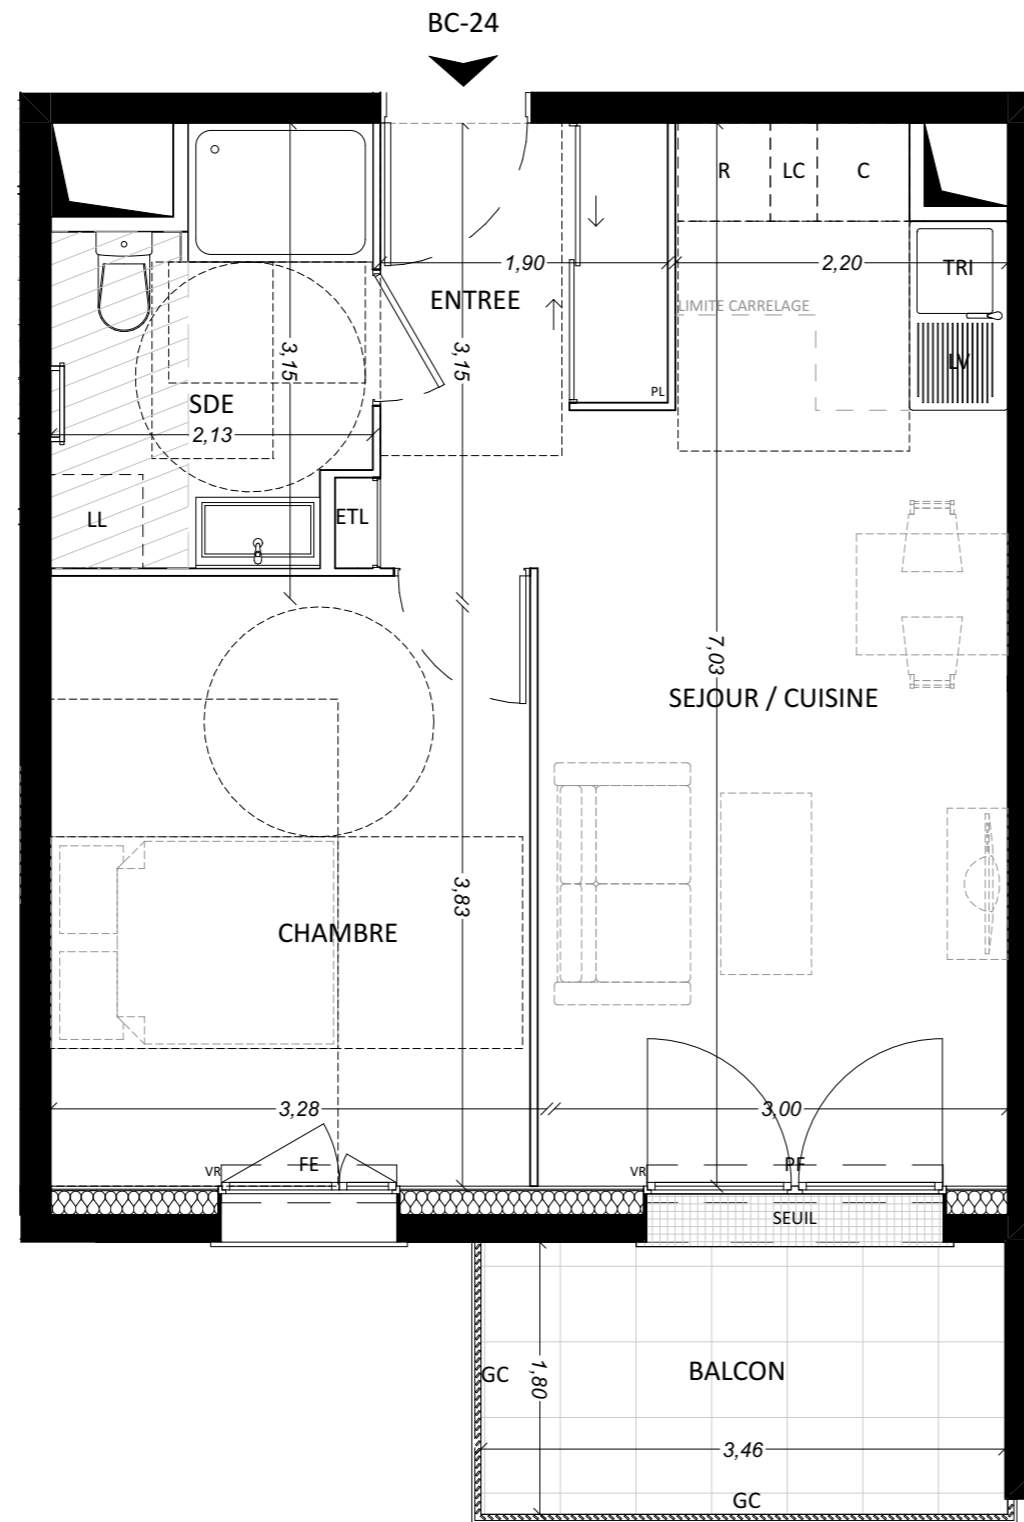 BC-24
R
LC
C
1,90
2,20
TRI
ENTREE
LIMITE CARRELAGE
3,15
3,15
LV
PL
SDE
2,13
LL
ETL
7,03
SEJOUR / CUISINE
3,83
CHAMBRE
3,28
3,00
VR
FE
VR
PF
SEUIL
GC
1,80
BALCON
3,46
GC